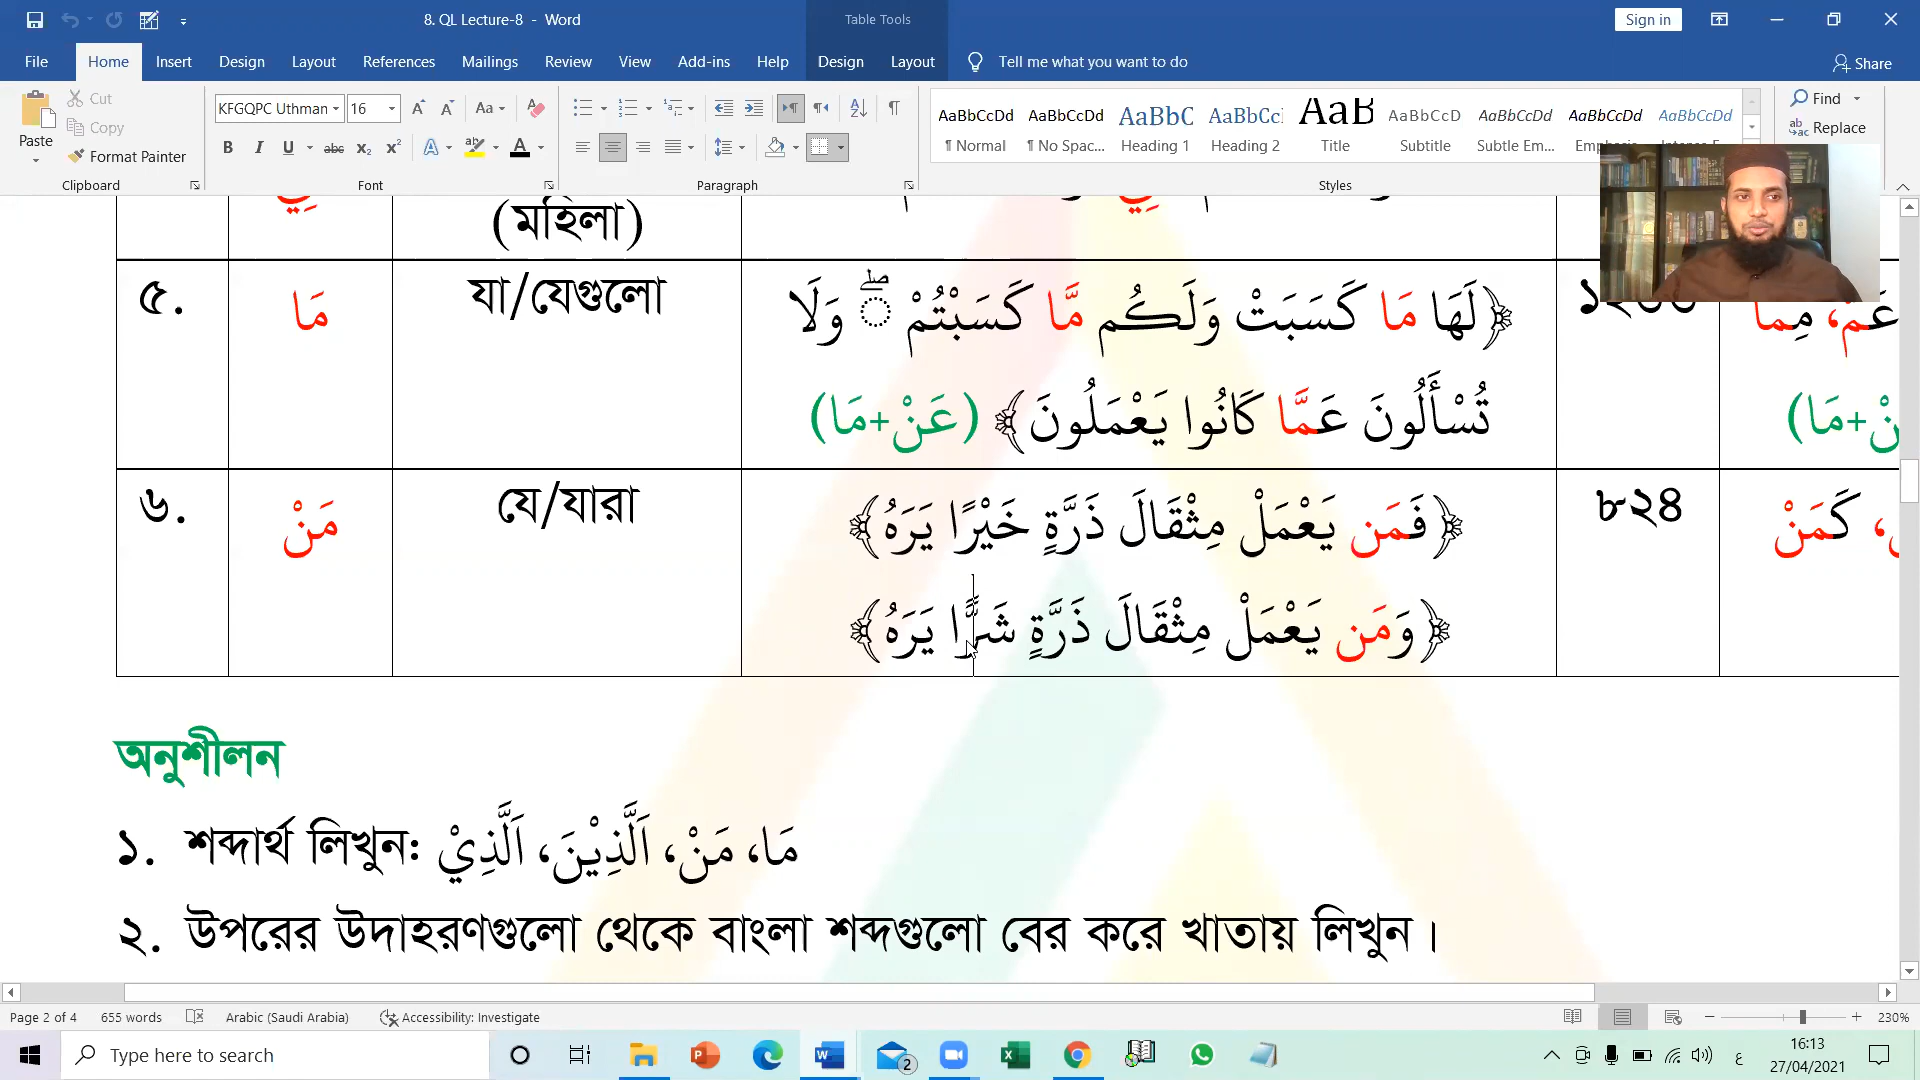 8. QL Lecture-8 - Word
Table Tools
Sign in
File Home Insert Design Layout References Mailings Review View Add-ins Help Design Layout Tell me what you want to do Share
Paste
Cut
Copy
Format Painter
Clipboard
KFGQPC Uthman 16
Font
Paragraph
AaBbCcDd AaBbCcDd AaBbC AaBbCcI AaB AaBbCcD AaBbCcDd AaBbCcDd AaBbCcDd
¶ Normal ¶ No Spac... Heading 1 Heading 2 Title Subtitle Subtle Em...
Styles
Find
Replace
(মহিলা)
৫. مَا যা/যেগুলো ﴿لَهَا مَا كَسَبَتْ وَلَكُم مَّا كَسَبْتُمْ ۖ وَلَا
تُسْأَلُونَ عَمَّا كَانُوا يَعْمَلُونَ﴾ (عَنْ+مَا)
৬. مَنْ যে/যারা ﴿فَمَن يَعْمَلْ مِثْقَالَ ذَرَّةٍ خَيْرًا يَرَهُ﴾ ৮২৪ كَمَنْ
﴿وَمَن يَعْمَلْ مِثْقَالَ ذَرَّةٍ شَرًّا يَرَهُ﴾
অনুশীলন
১. শব্দার্থ লিখুন: مَا، مَنْ، اَلَّذِيْنَ، اَلَّذِيْ
২. উপরের উদাহরণগুলো থেকে বাংলা শব্দগুলো বের করে খাতায় লিখুন।
Page 2 of 4 655 words Arabic (Saudi Arabia) Accessibility: Investigate 230%
Type here to search
2
16:13
27/04/2021